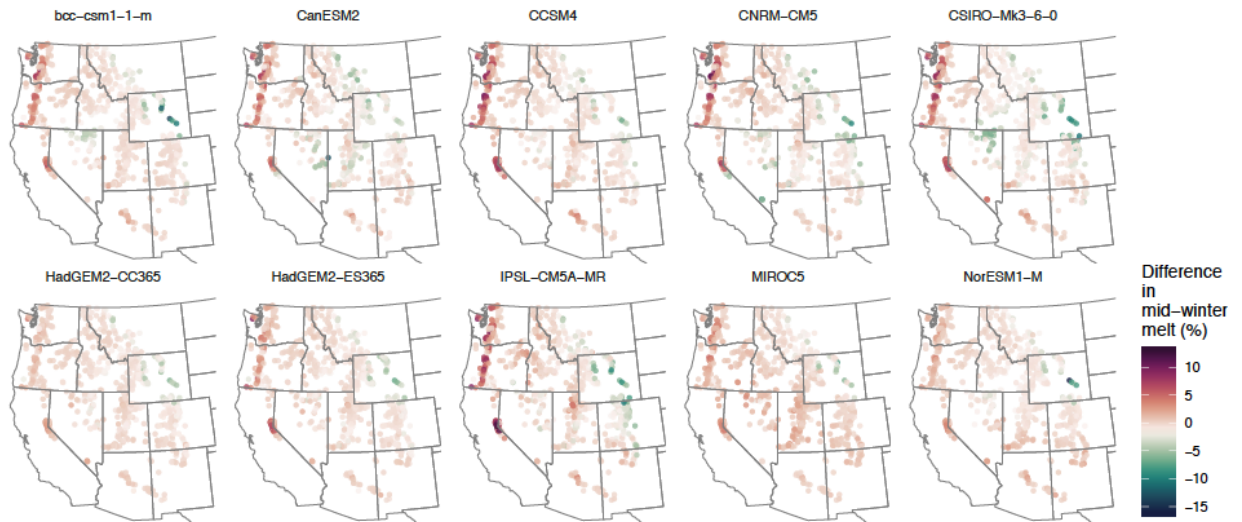 bcc−csm1−1−m
CanESM2
CCSM4
CNRM−CM5
CSIRO−Mk3−6−0
HadGEM2−CC365
HadGEM2−ES365
IPSL−CM5A−MR
MIROC5
NorESM1−M
Difference
in
mid−winter
melt (%)
10
5
0
−5
−10
−15